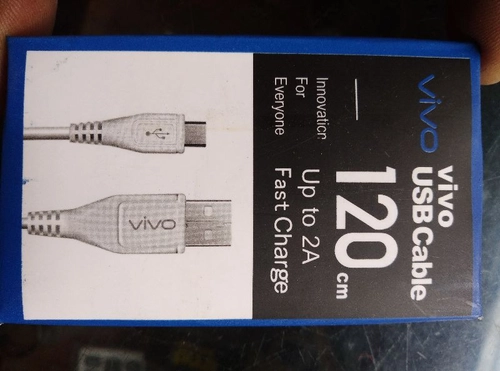 vivo
vivo
USB Cable
120 cm
Innovation
For
Everyone
Up to 2A
Fast Charge
vivo